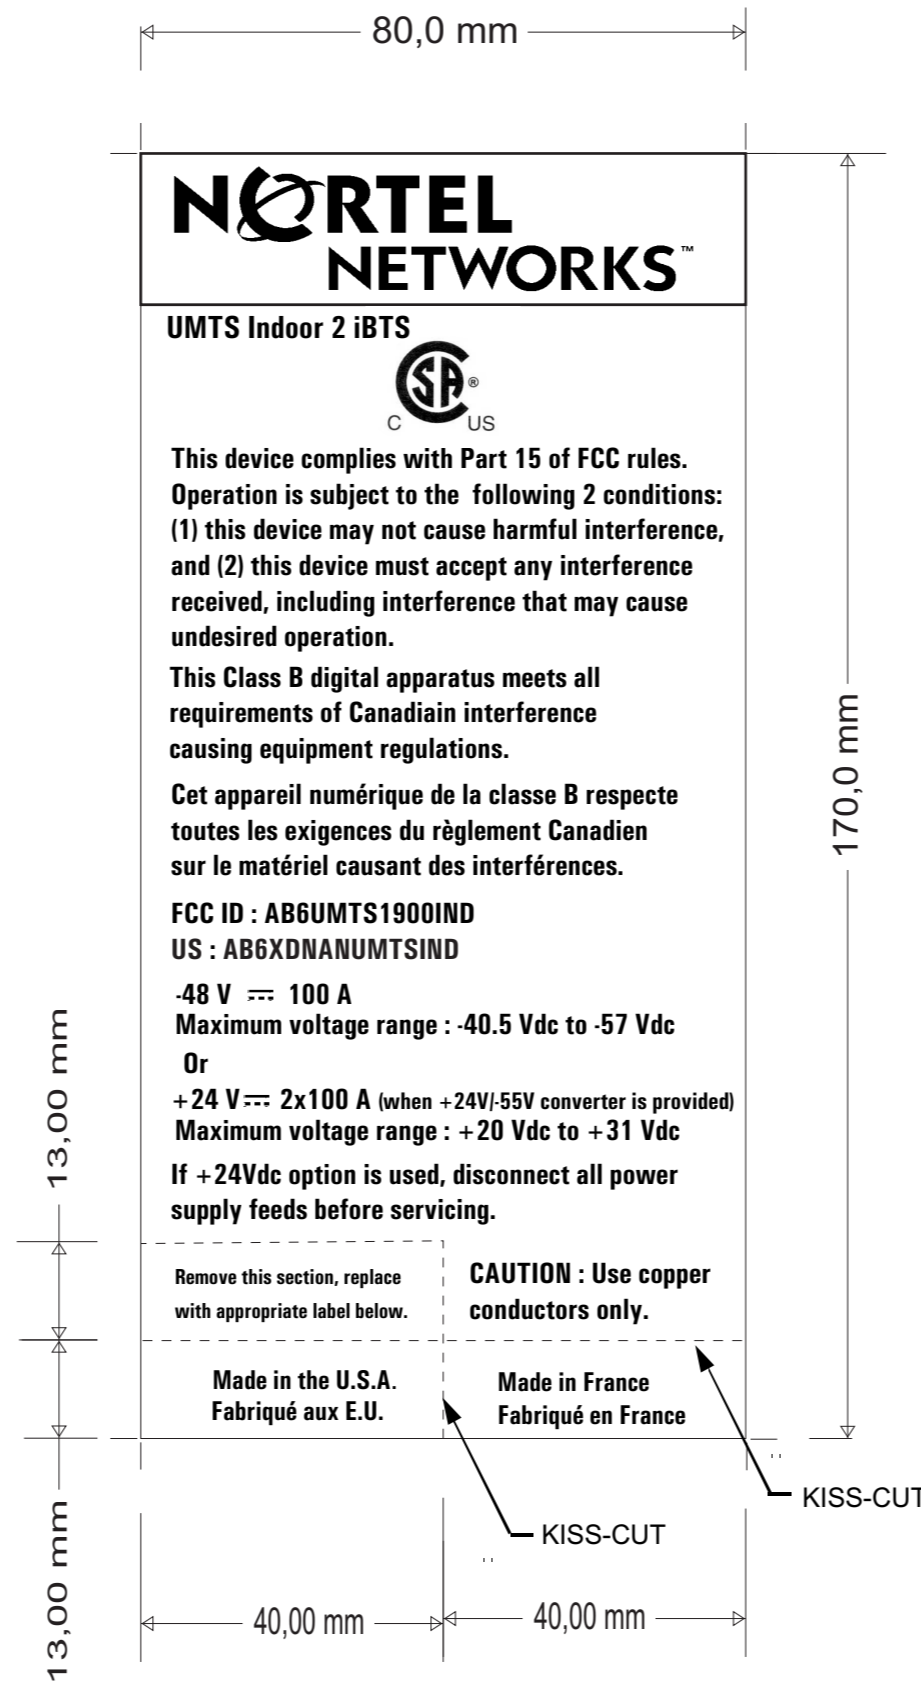 80,0 mm
NORTEL
NETWORKS™
UMTS Indoor 2 iBTS
SA ®
C US
This device complies with Part 15 of FCC rules.
Operation is subject to the following 2 conditions:
(1) this device may not cause harmful interference,
and (2) this device must accept any interference
received, including interference that may cause
undesired operation.
This Class B digital apparatus meets all
requirements of Canadiain interference
causing equipment regulations.
Cet appareil numérique de la classe B respecte
toutes les exigences du règlement Canadien
sur le matériel causant des interférences.
FCC ID : AB6UMTS1900IND
US : AB6XDNANUMTSIND
-48 V ⎓ 100 A
Maximum voltage range : -40.5 Vdc to -57 Vdc
Or
+24 V ⎓ 2x100 A (when +24V/-55V converter is provided)
Maximum voltage range : +20 Vdc to +31 Vdc
If +24Vdc option is used, disconnect all power
supply feeds before servicing.
170,0 mm
13,00 mm
Remove this section, replace
with appropriate label below.
CAUTION : Use copper
conductors only.
Made in the U.S.A.
Fabriqué aux E.U.
Made in France
Fabriqué en France
13,00 mm
KISS-CUT
KISS-CUT
40,00 mm
40,00 mm